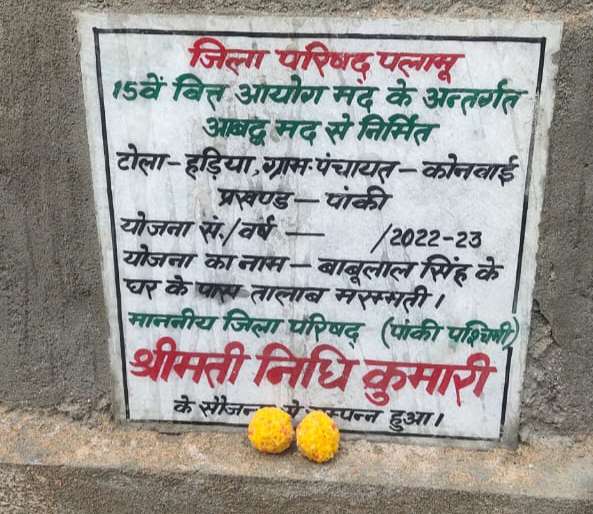 जिला परिषद् पलामू
15वें वित्त आयोग मद के अन्तर्गत
आबद्ध मद से निर्मित
टोला - हड़िया, ग्राम-पंचायत - कोनवाई
प्रखण्ड - पांकी
योजना सं./वर्ष — /2022-23
योजना का नाम - बाबूलाल सिंह के
घर के पास तालाब मरम्मती।
माननीय जिला परिषद् (पांकी पश्चिमी)
श्रीमती निधि कुमारी
के सौजन्य से सम्पन्न हुआ।